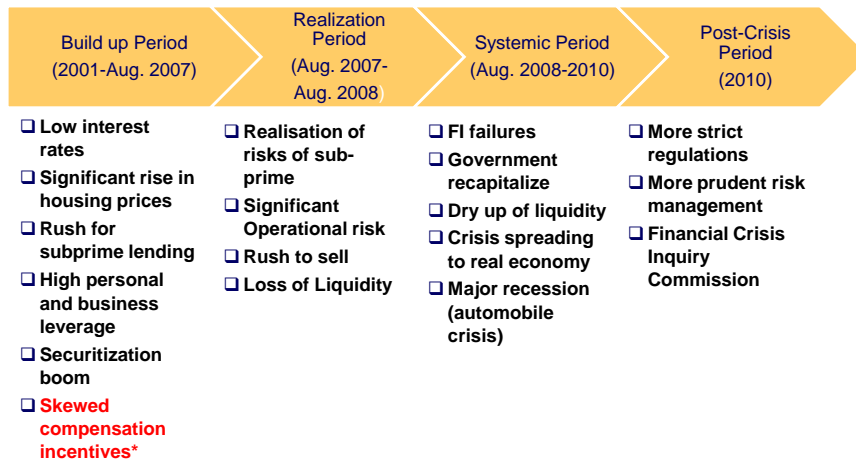 Build up Period
(2001-Aug. 2007)
Realization
Period
(Aug. 2007-
Aug. 2008)
Systemic Period
(Aug. 2008-2010)
Post-Crisis
Period
(2010)
❑ Low interest
rates
❑ Significant rise in
housing prices
❑ Rush for
subprime lending
❑ High personal
and business
leverage
❑ Securitization
boom
❑ Skewed
compensation
incentives*
❑ Realisation of
risks of sub-
prime
❑ Significant
Operational risk
❑ Rush to sell
❑ Loss of Liquidity
❑ FI failures
❑ Government
recapitalize
❑ Dry up of liquidity
❑ Crisis spreading
to real economy
❑ Major recession
(automobile
crisis)
❑ More strict
regulations
❑ More prudent risk
management
❑ Financial Crisis
Inquiry
Commission